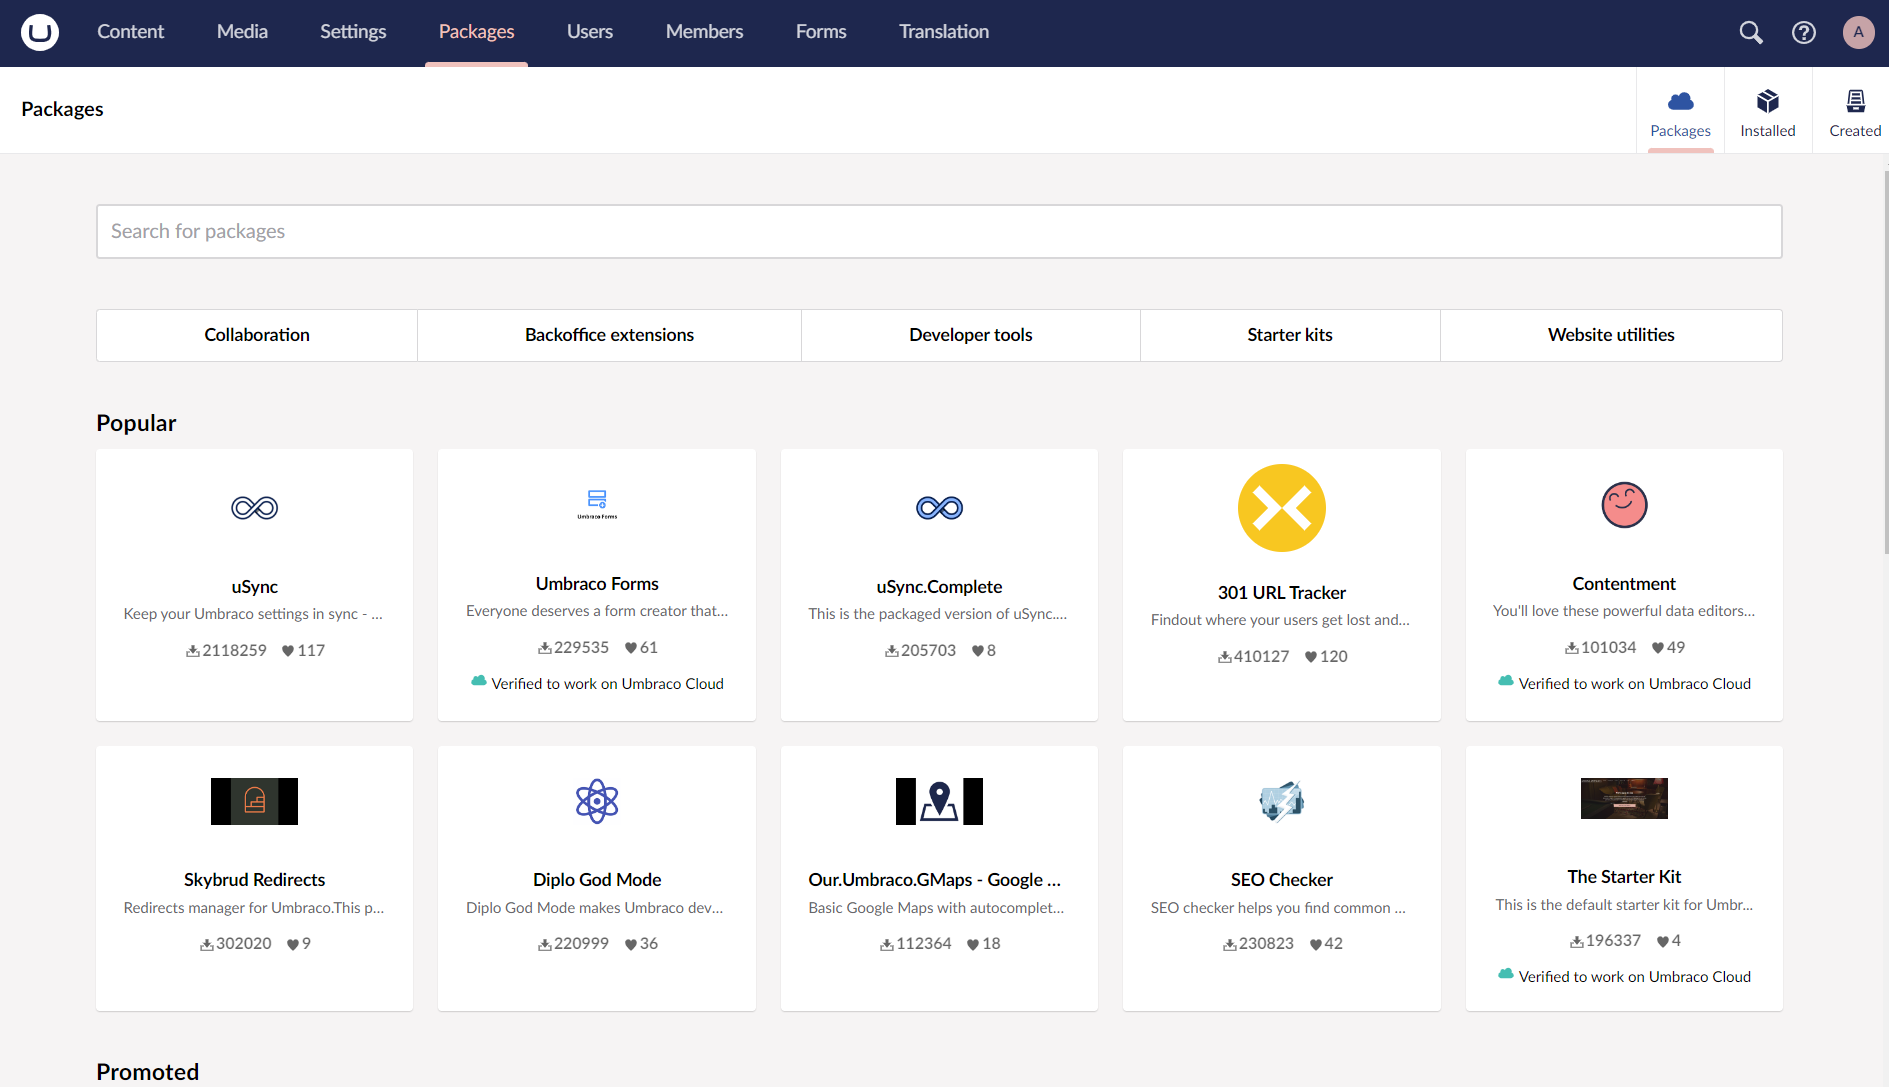 Content
Media
Settings
Packages
Users
Members
Forms
Translation
A
Packages
Packages
Installed
Created
Search for packages
Collaboration
Backoffice extensions
Developer tools
Starter kits
Website utilities
Popular
uSync
Keep your Umbraco settings in sync - ...
2118259 117
Umbraco Forms
Umbraco Forms
Everyone deserves a form creator that...
229535 61
Verified to work on Umbraco Cloud
uSync.Complete
This is the packaged version of uSync....
205703 8
301 URL Tracker
Findout where your users get lost and...
410127 120
Contentment
You'll love these powerful data editors...
101034 49
Verified to work on Umbraco Cloud
Skybrud Redirects
Redirects manager for Umbraco.This p...
302020 9
Diplo God Mode
Diplo God Mode makes Umbraco dev...
220999 36
Our.Umbraco.GMaps - Google ...
Basic Google Maps with autocomplet...
112364 18
SEO Checker
SEO checker helps you find common ...
230823 42
The Starter Kit
This is the default starter kit for Umbr...
196337 4
Verified to work on Umbraco Cloud
Promoted